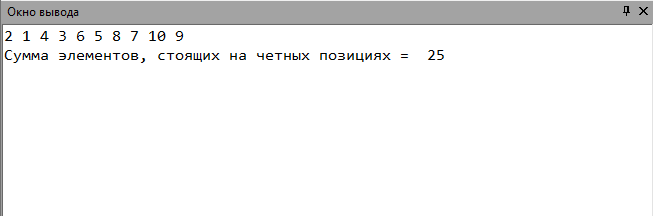 Окно вывода
2 1 4 3 6 5 8 7 10 9
Сумма элементов, стоящих на четных позициях =  25